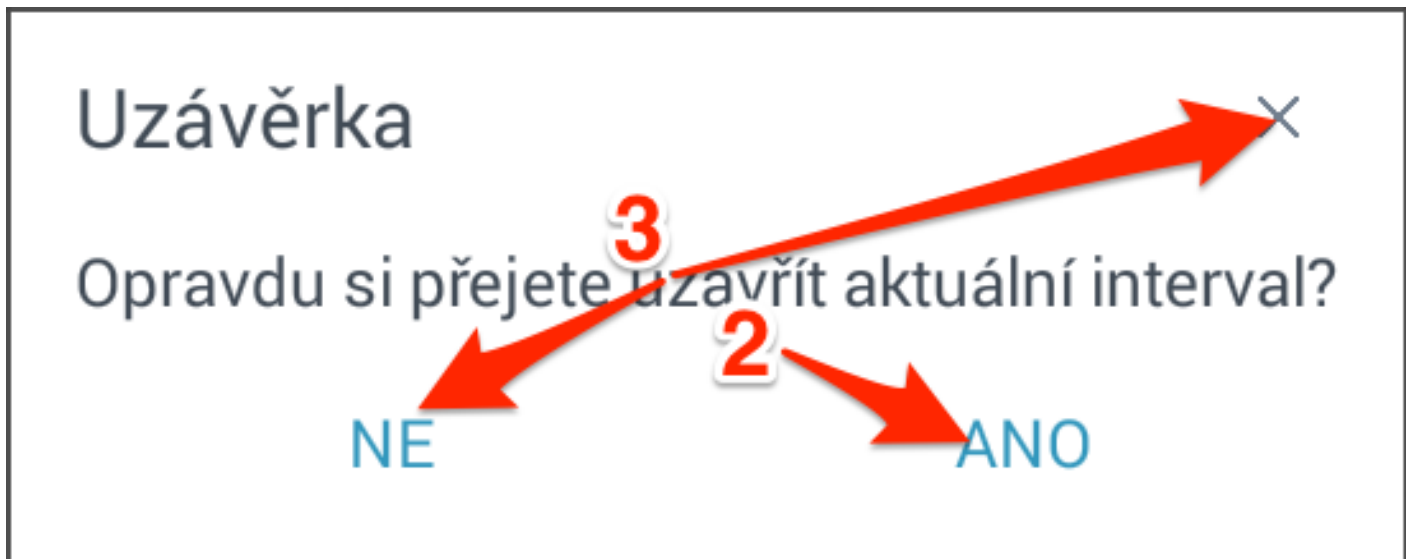 Uzávěrka
3
Opravdu si přejete uzavřít aktuální interval?
2
NE ANO